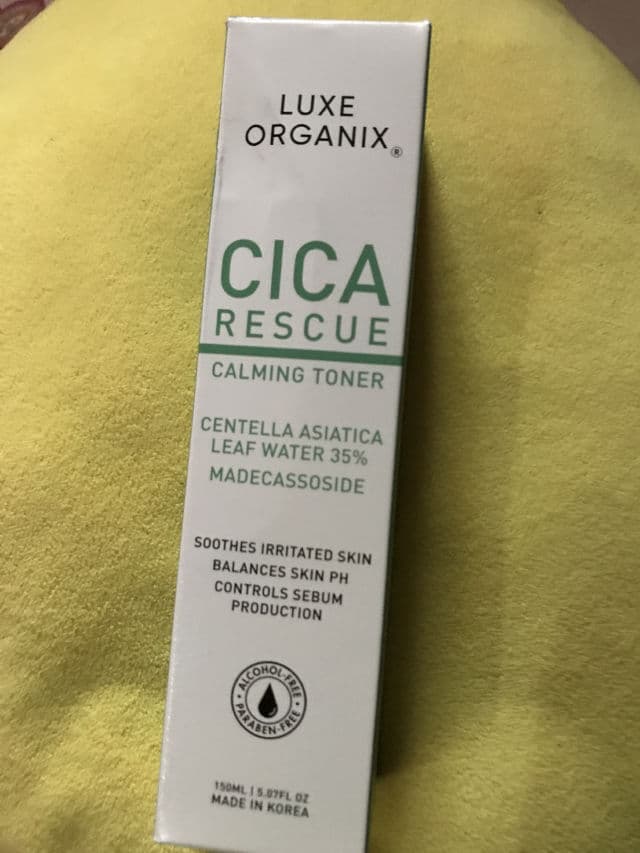 LUXE
ORGANIX®
CICA
RESCUE
CALMING TONER
CENTELLA ASIATICA
LEAF WATER 35%
MADECASSOSIDE
SOOTHES IRRITATED SKIN
BALANCES SKIN PH
CONTROLS SEBUM
PRODUCTION
ALCOHOL-FREE
PARABEN-FREE
150ML | 5.07FL OZ
MADE IN KOREA